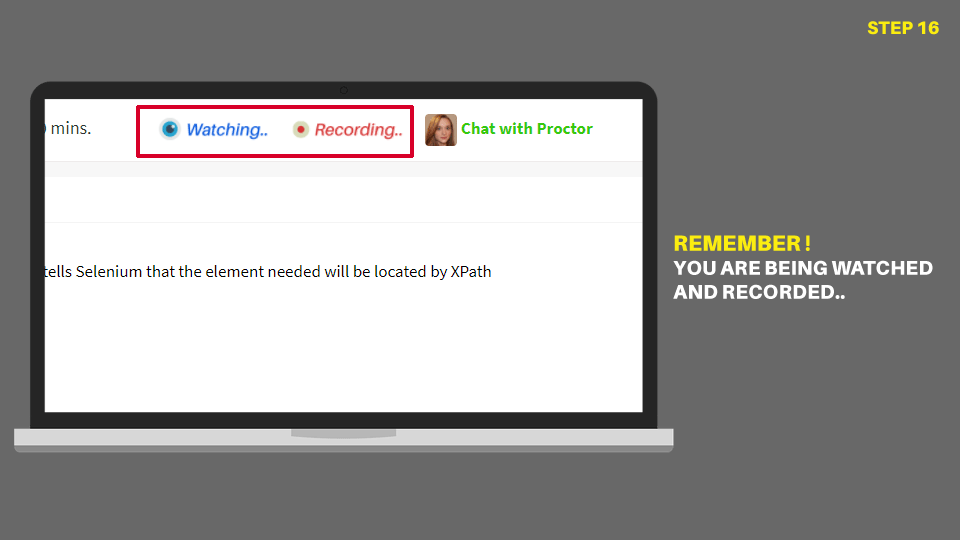 STEP 16
mins.
Watching..
Recording..
Chat with Proctor
tells Selenium that the element needed will be located by XPath
REMEMBER !
YOU ARE BEING WATCHED
AND RECORDED..